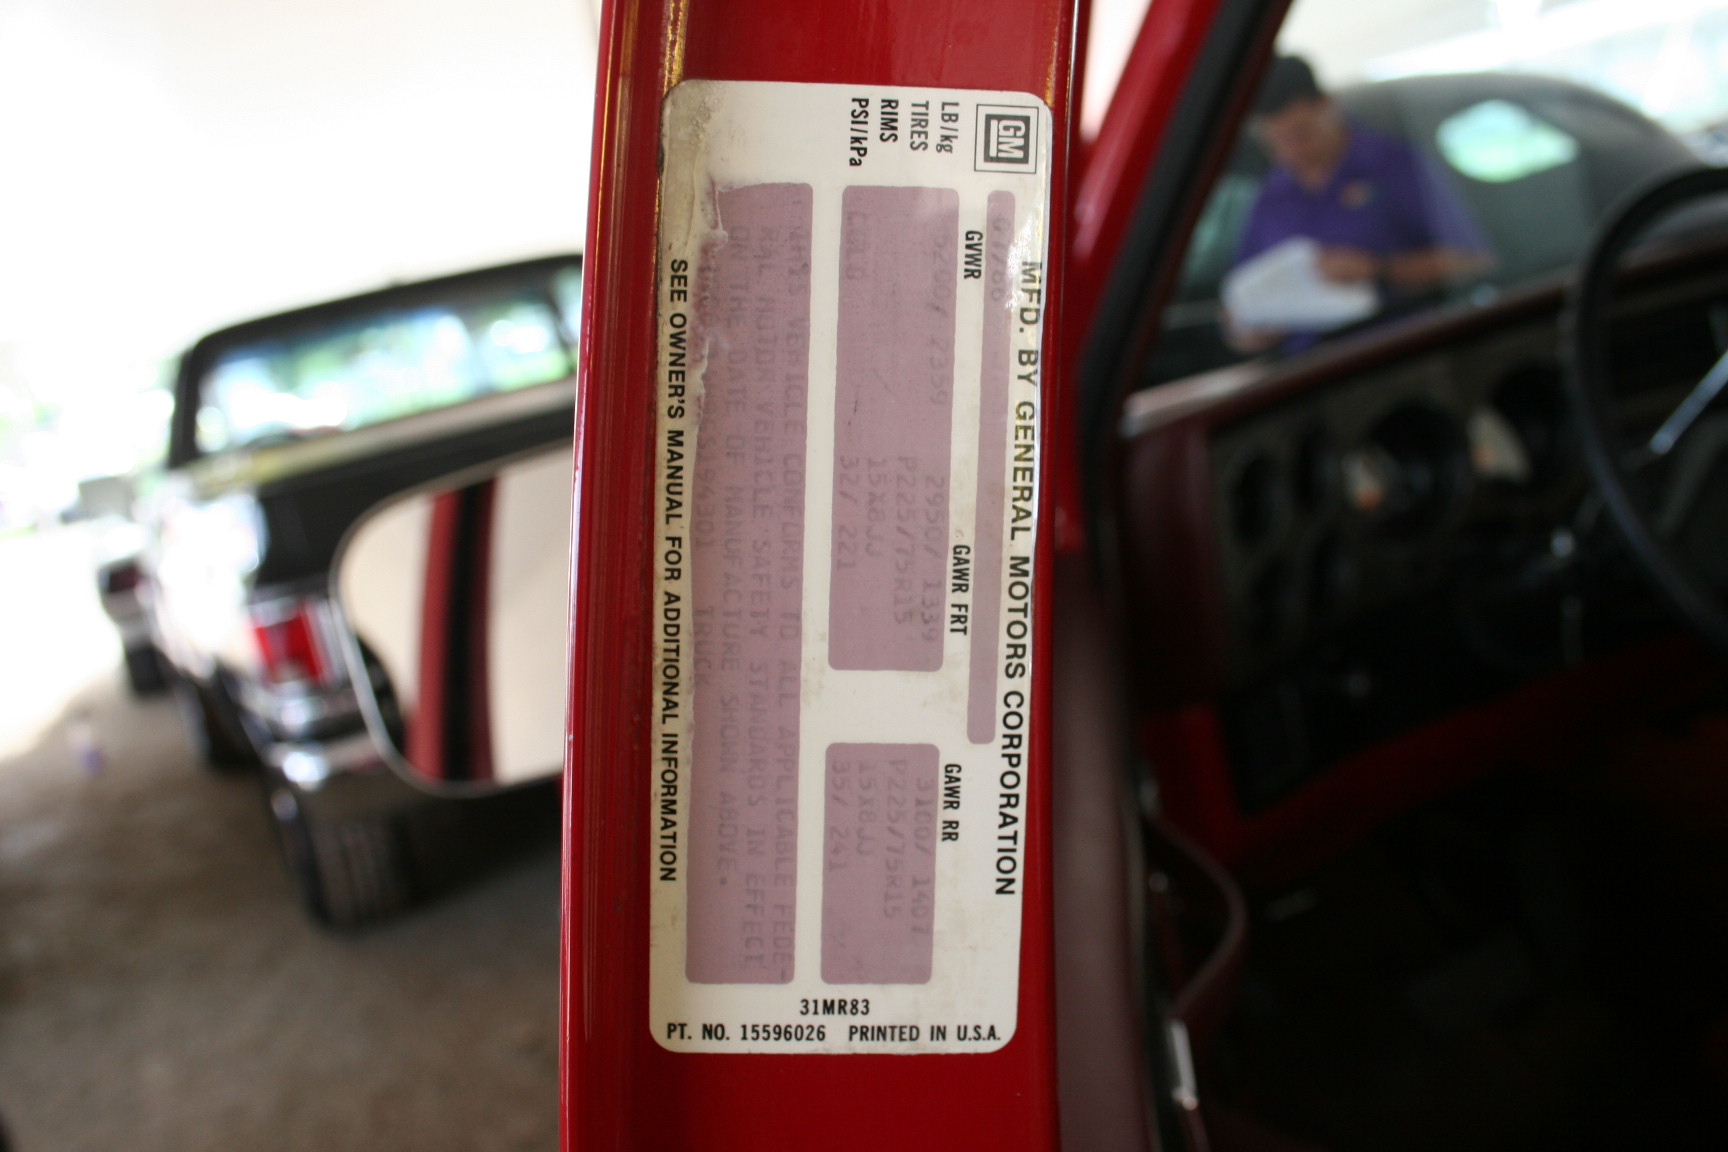 GM
MFD. BY GENERAL MOTORS CORPORATION
07/86
GVWR GAWR FRT GAWR RR
LB/kg 5200/ 2359 2950/ 1339 3100/ 1407
TIRES P225/75R15 P225/75R15
RIMS 15X8JJ 15X8JJ
PSI/kPa COLD 32/ 221 35/ 241
THIS VEHICLE CONFORMS TO ALL APPLICABLE FEDE-
RAL MOTOR VEHICLE SAFETY STANDARDS IN EFFECT
ON THE DATE OF MANUFACTURE SHOWN ABOVE.
TRUCK
SEE OWNER'S MANUAL FOR ADDITIONAL INFORMATION
31MR83
PT. NO. 15596026 PRINTED IN U.S.A.